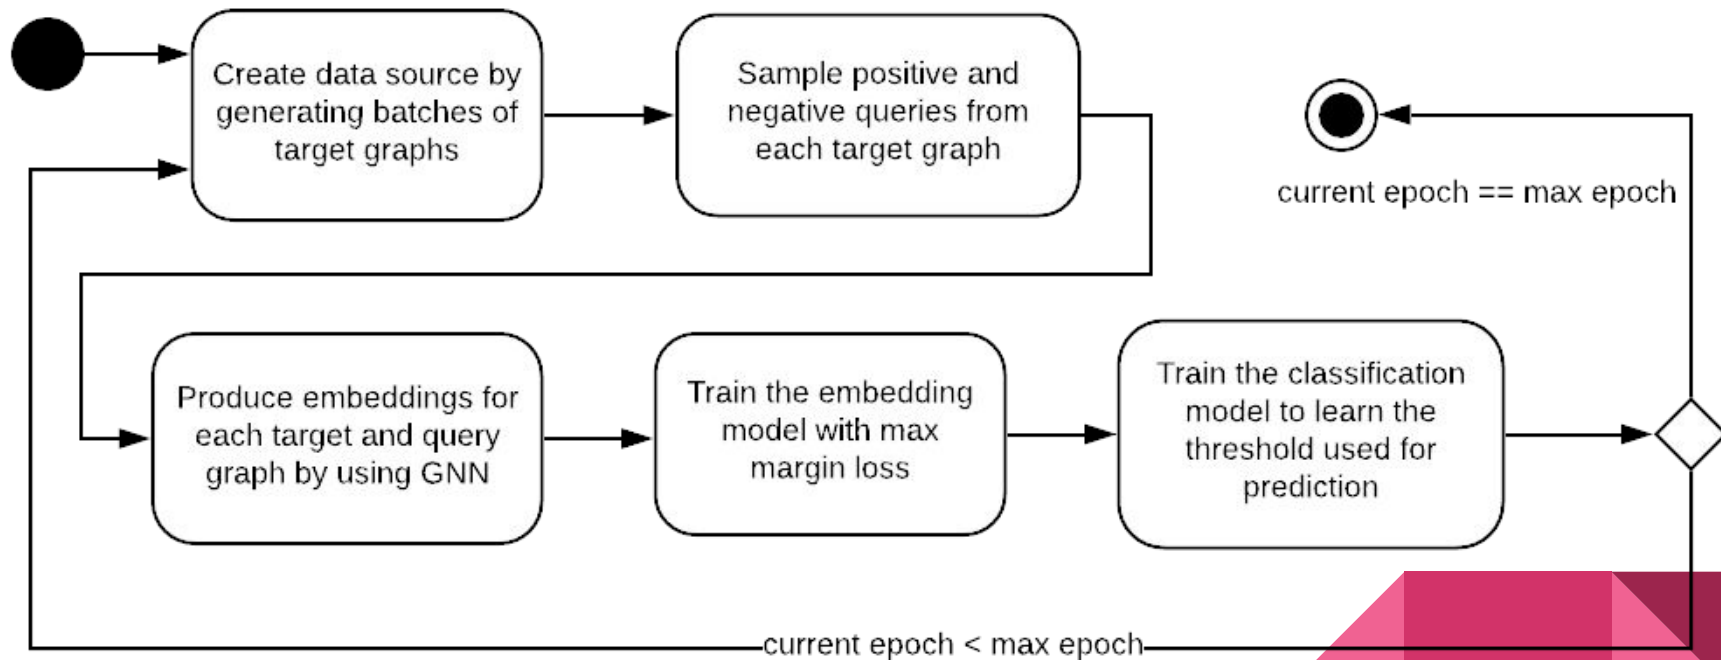 Create data source by
generating batches of
target graphs
Sample positive and
negative queries from
each target graph
current epoch == max epoch
Produce embeddings for
each target and query
graph by using GNN
Train the embedding
model with max
margin loss
Train the classification
model to learn the
threshold used for
prediction
current epoch < max epoch